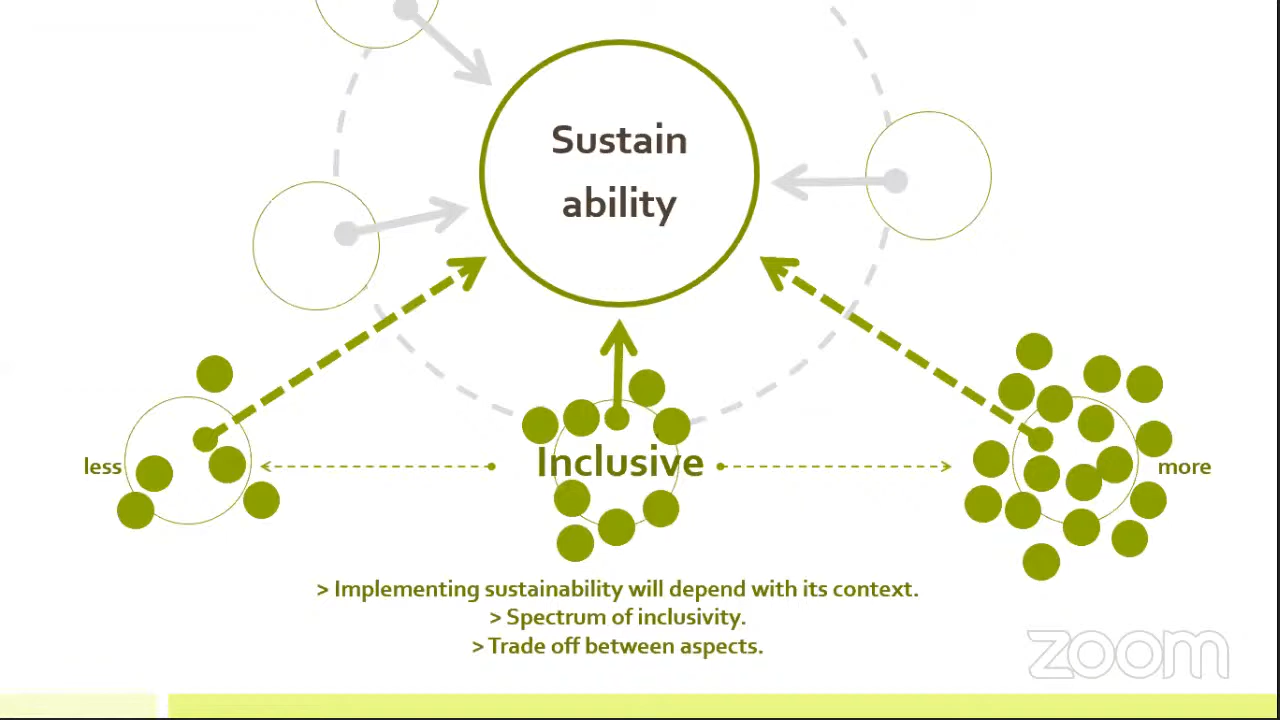 Sustain
ability
less
Inclusive
more
> Implementing sustainability will depend with its context.
> Spectrum of inclusivity.
> Trade off between aspects.
zoom